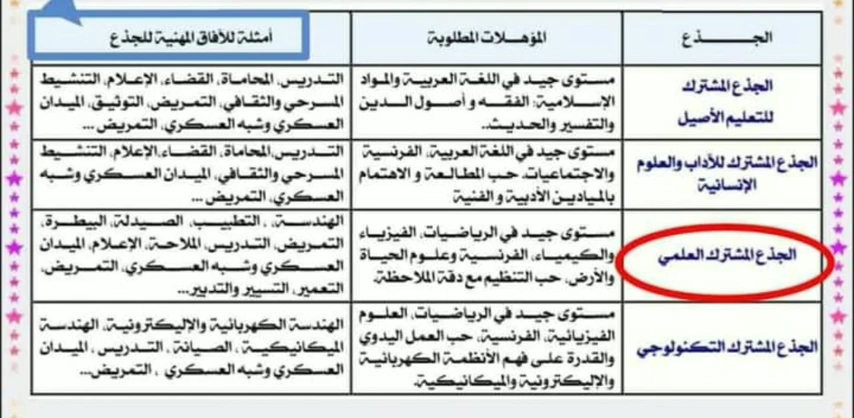 الجـــــذع
المؤهـلات المطلوبة
أمثلة للأفاق المهنية للجذع
الجذع المشترك
للتعليم الأصيل
مستوى جيد في اللغة العربية والمواد
الإسلامية: الفقه و أصول الدين
والتفسير والحديث..
التدريس، المحاماة، القضاء، الإعلام، التنشيط
المسرحي والثقافي، التمريض، التوثيق، الميدان
العسكري وشبه العسكري، التمريض ...
الجذع المشترك للآداب والعلوم
الإنسانية
مستوى جيد في اللغة العربية، الفرنسية
والاجتماعيات، حب المطالعة و الاهتمام
بالميادين الأدبية و الفنية
التدريس،المحاماة، القضاء،الإعلام، التنشيط
المسرحي والثقافي، الميدان العسكري وشبه
العسكري، التمريض ...
الجذع المشترك العلمي
مستوى جيد في الرياضيات، الفيزياء
والكيمياء، الفرنسية وعلوم الحياة
والأرض، حب التنظيم مع دقة الملاحظة.
الهندسة، التطبيب، الصيدلة، البيطرة،
التمريض، التدريس، الملاحة، الإعلام، الميدان
العسكري وشبه العسكري، التمريض،
التعمير، التسيير والتدبير...
الجذع المشترك التكنولوجي
مستوى جيد في الرياضيات، العلوم
الفيزيائية، الفرنسية، حب العمل اليدوي
والقدرة على فهم الأنظمة الكهربائية
والإليكترونية والميكانيكية.
الهندسة الكهربائية والإليكترونية، الهندسة
الميكانيكية، الصيانة ، التدريس ، الميدان
العسكري وشبه العسكري ، التمريض...